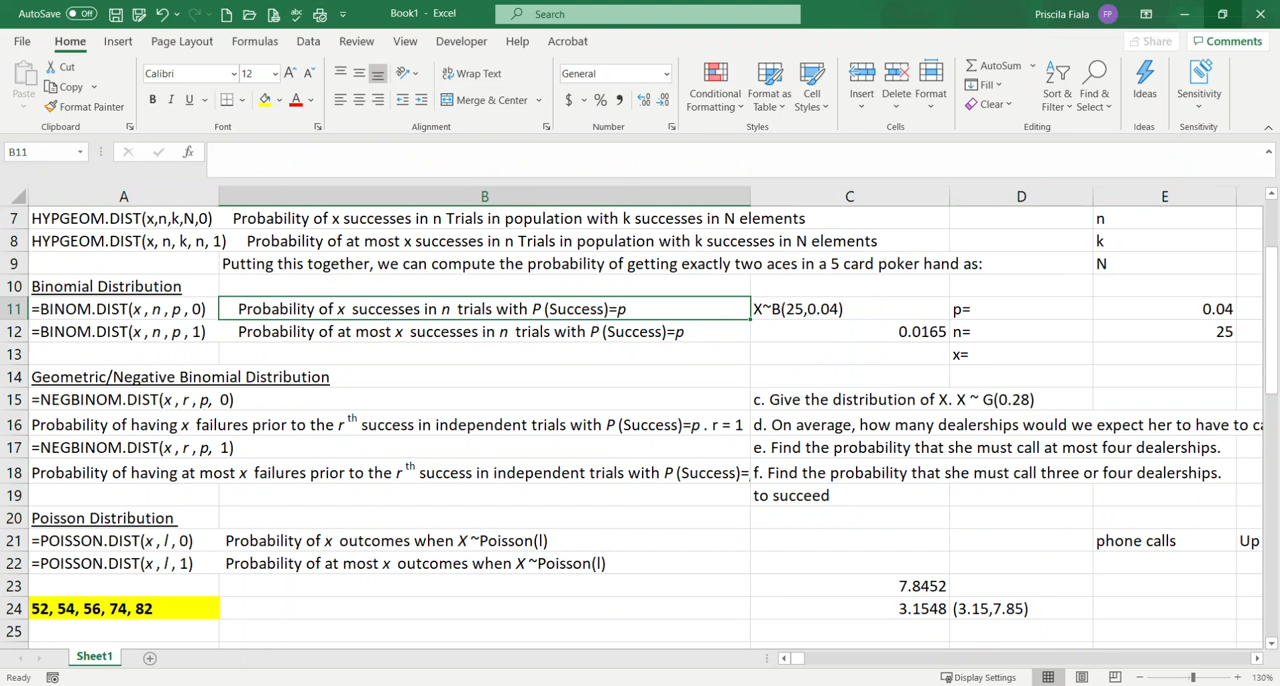 AutoSave Off Book1 - Excel Search Priscila Fiala FP
File Home Insert Page Layout Formulas Data Review View Developer Help Acrobat Share Comments
Paste Cut Copy Format Painter
Calibri 12 A A B I U A
Wrap Text Merge & Center
General $ % ,
Conditional Formatting Format as Table Cell Styles
Insert Delete Format
AutoSum Fill Clear Sort & Filter Find & Select
Ideas Sensitivity
Clipboard Font Alignment Number Styles Cells Editing Ideas Sensitivity
B11 fx
A B C D E
7 HYPGEOM.DIST(x,n,k,N,0) Probability of x successes in n Trials in population with k successes in N elements n
8 HYPGEOM.DIST(x, n, k, n, 1) Probability of at most x successes in n Trials in population with k successes in N elements k
9 Putting this together, we can compute the probability of getting exactly two aces in a 5 card poker hand as: N
10 Binomial Distribution
11 =BINOM.DIST(x , n , p , 0) Probability of x successes in n trials with P (Success)=p X~B(25,0.04) p= 0.04
12 =BINOM.DIST(x , n , p , 1) Probability of at most x successes in n trials with P (Success)=p 0.0165 n= 25
13 x=
14 Geometric/Negative Binomial Distribution
15 =NEGBINOM.DIST(x , r , p, 0) c. Give the distribution of X. X ~ G(0.28)
16 Probability of having x failures prior to the r th success in independent trials with P (Success)=p . r = 1 d. On average, how many dealerships would we expect her to have to ca
17 =NEGBINOM.DIST(x , r , p, 1) e. Find the probability that she must call at most four dealerships.
18 Probability of having at most x failures prior to the r th success in independent trials with P (Success)= f. Find the probability that she must call three or four dealerships.
19 to succeed
20 Poisson Distribution
21 =POISSON.DIST(x , l , 0) Probability of x outcomes when X ~Poisson(l) phone calls Up
22 =POISSON.DIST(x , l , 1) Probability of at most x outcomes when X ~Poisson(l)
23 7.8452
24 52, 54, 56, 74, 82 3.1548 (3.15,7.85)
25
Sheet1
Ready Display Settings 130%